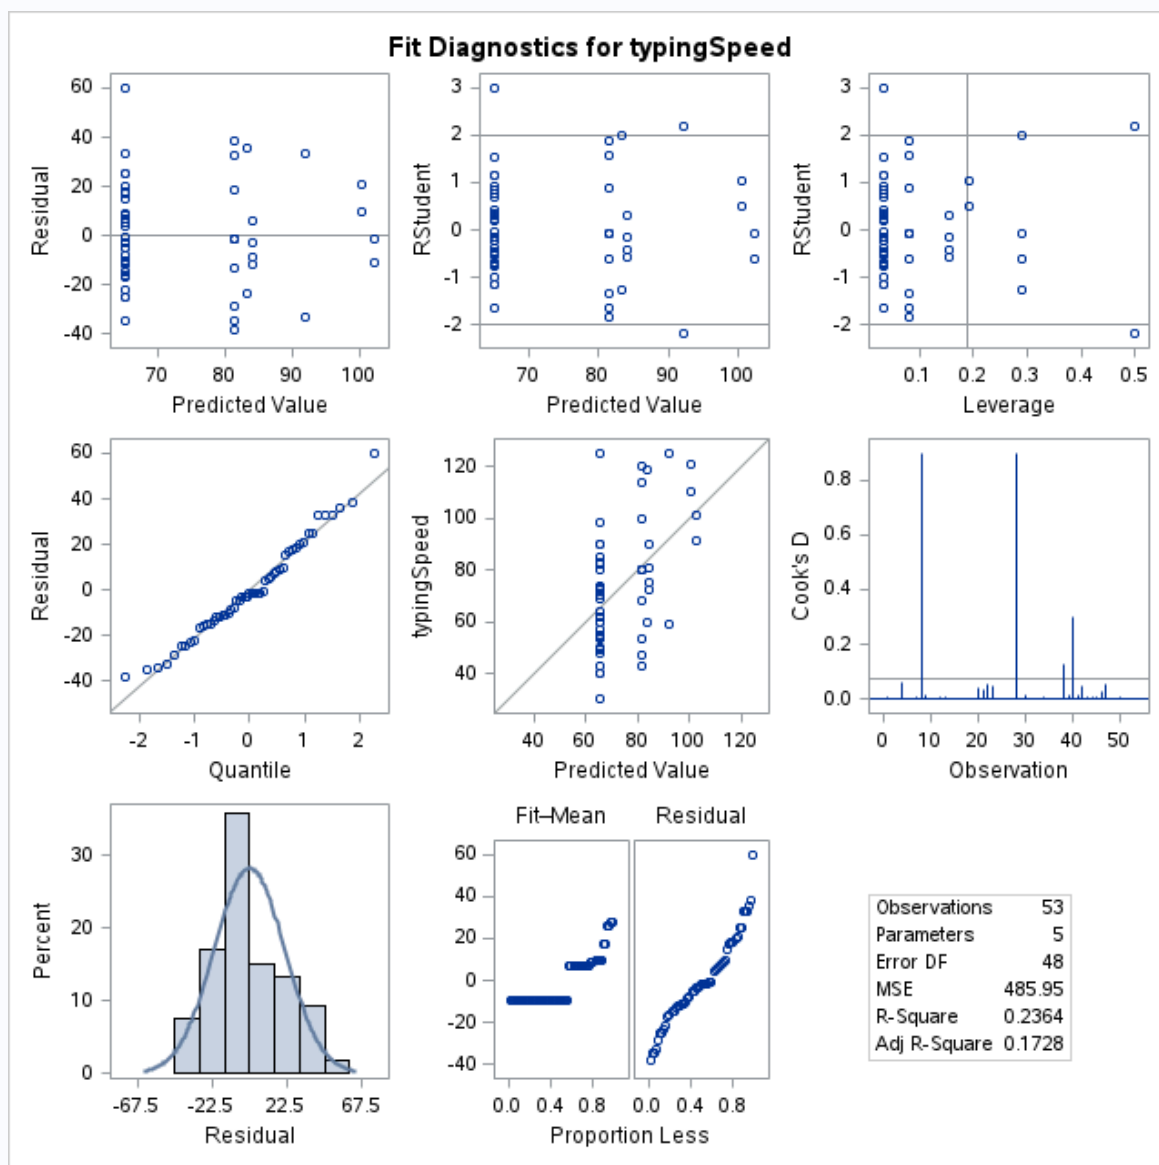 Fit Diagnostics for typingSpeed
60
40
20
0
-20
-40
Residual
70 80 90 100
Predicted Value
3
2
1
0
-1
-2
RStudent
70 80 90 100
Predicted Value
3
2
1
0
-1
-2
RStudent
0.1 0.2 0.3 0.4 0.5
Leverage
60
40
20
0
-20
-40
Residual
-2 -1 0 1 2
Quantile
120
100
80
60
40
typingSpeed
40 60 80 100 120
Predicted Value
0.8
0.6
0.4
0.2
0.0
Cook's D
0 10 20 30 40 50
Observation
30
20
10
0
Percent
-67.5 -22.5 22.5 67.5
Residual
Fit–Mean Residual
60
40
20
0
-20
-40
0.0 0.4 0.8 0.0 0.4 0.8
Proportion Less
Observations 53
Parameters 5
Error DF 48
MSE 485.95
R-Square 0.2364
Adj R-Square 0.1728